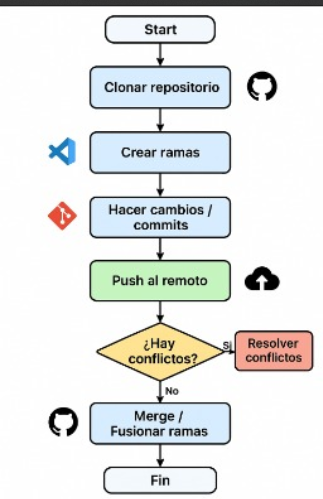 Start
Clonar repositorio
Crear ramas
Hacer cambios /
commits
Push al remoto
¿Hay
conflictos?
Si
Resolver
conflictos
No
Merge /
Fusionar ramas
Fin